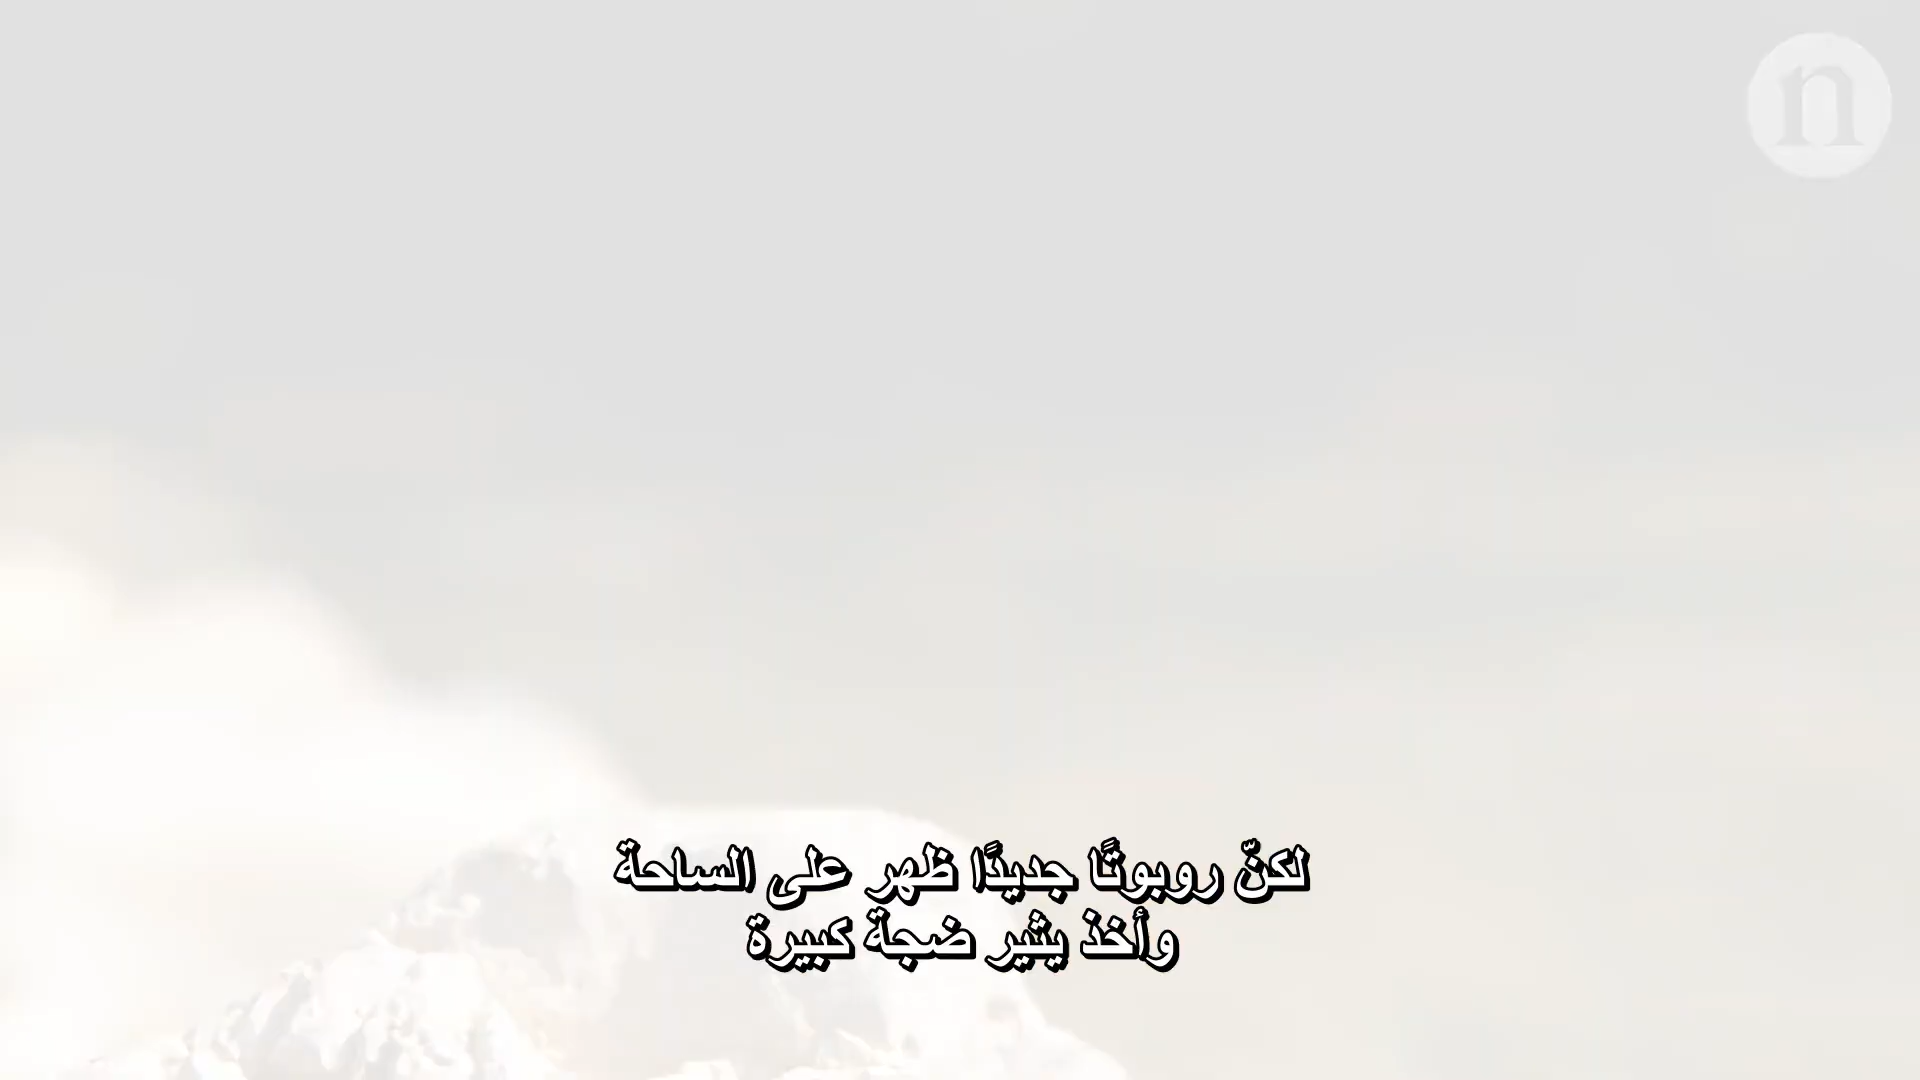 n
لكنّ روبوتًا جديدًا ظهر على الساحة
وأخذ يثير ضجة كبيرة